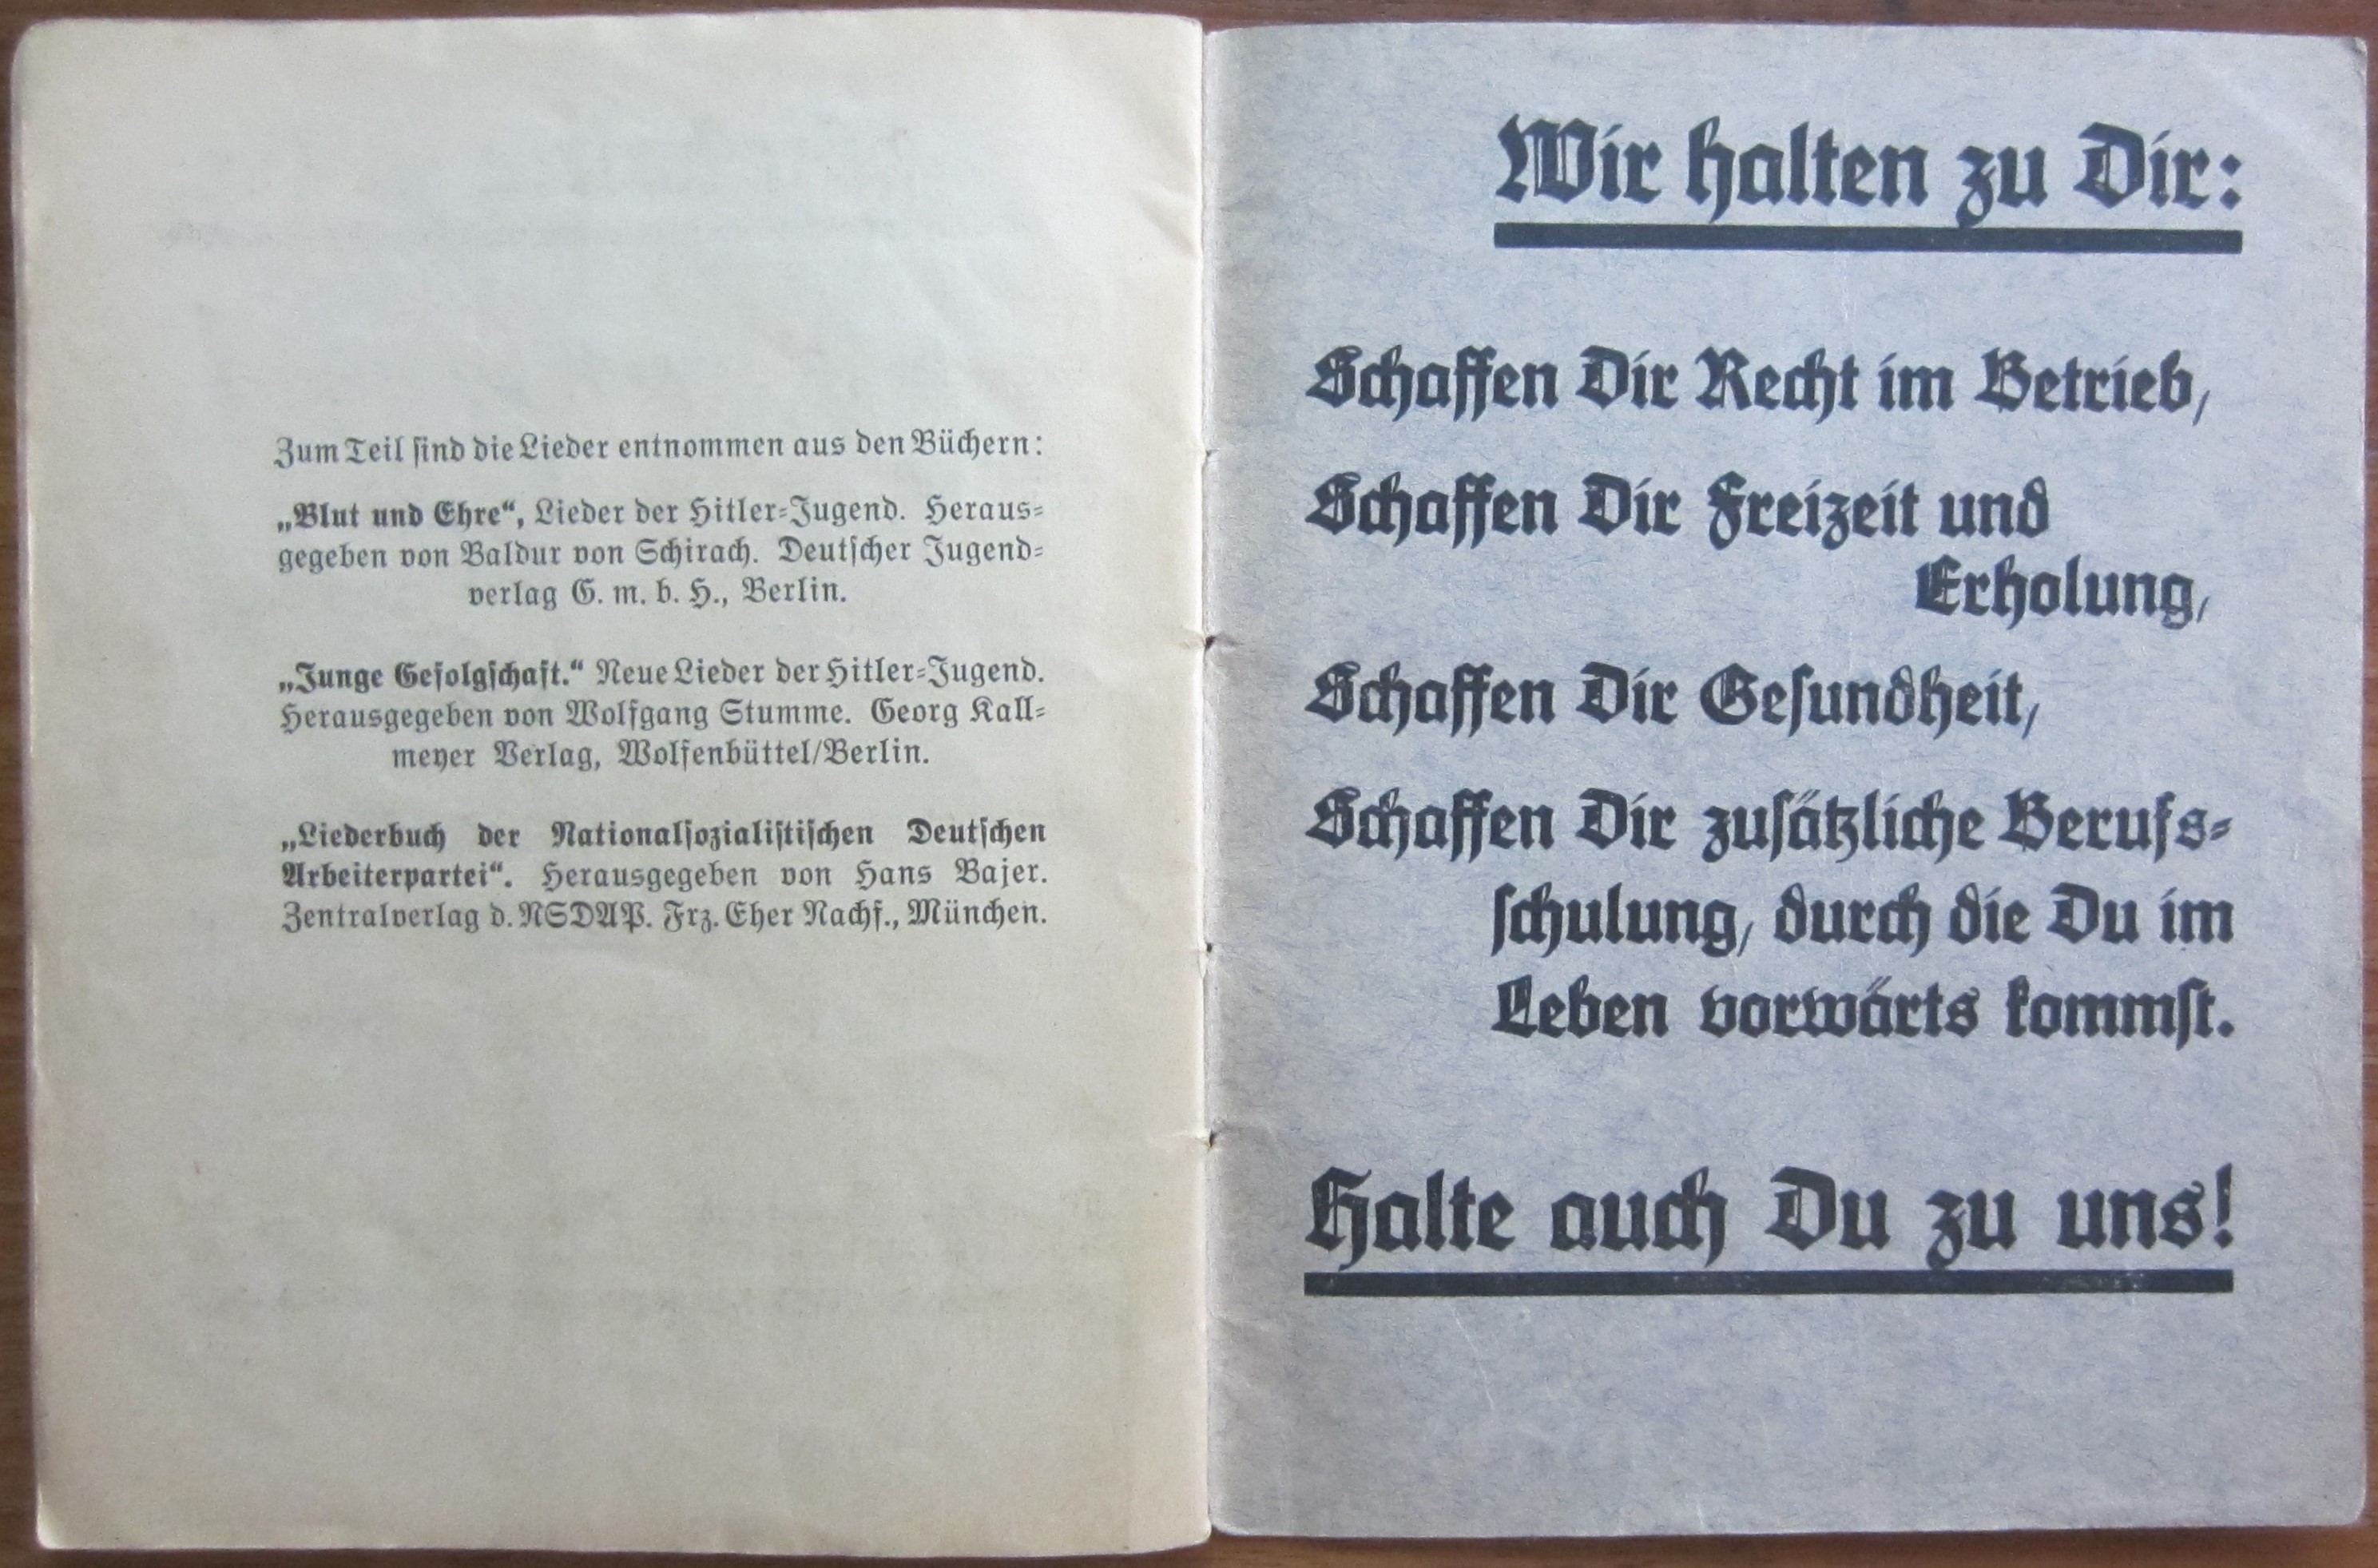 Zum Teil sind die Lieder entnommen aus den Büchern:
„Blut und Ehre“, Lieder der Hitler-Jugend. Heraus-
gegeben von Baldur von Schirach. Deutscher Jugend-
verlag G. m. b. H., Berlin.
„Junge Gefolgschaft.“ Neue Lieder der Hitler-Jugend.
Herausgegeben von Wolfgang Stumme. Georg Kall-
meyer Verlag, Wolfenbüttel/Berlin.
„Liederbuch der Nationalsozialistischen Deutschen
Arbeiterpartei“. Herausgegeben von Hans Bajer.
Zentralverlag d. NSDAP. Frz. Eher Nachf., München.
Wir halten zu Dir:
Schaffen Dir Recht im Betrieb,
Schaffen Dir Freizeit und
Erholung,
Schaffen Dir Gesundheit,
Schaffen Dir zusätzliche Berufs-
schulung, durch die Du im
Leben vorwärts kommst.
Halte auch Du zu uns!